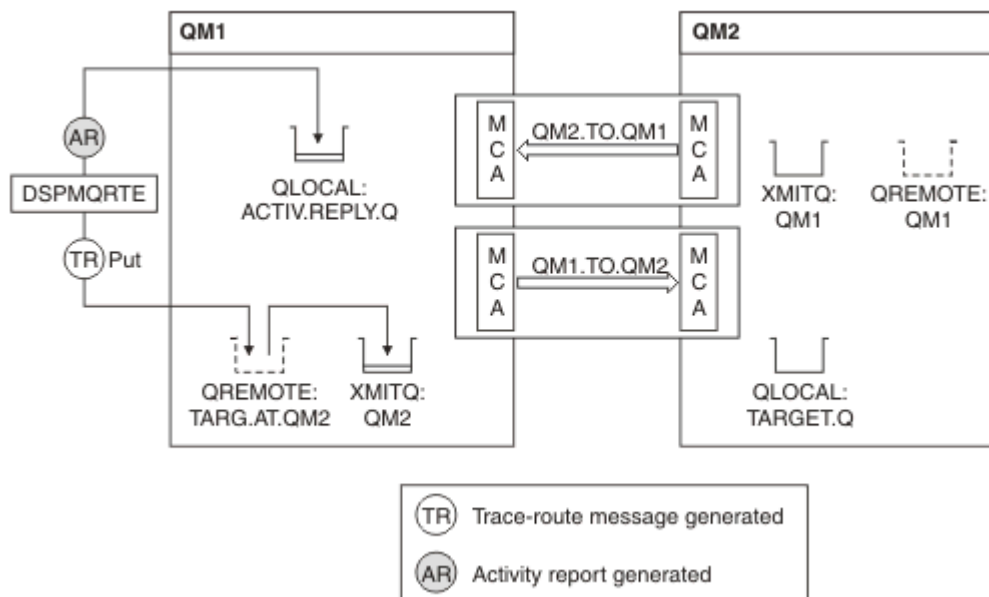 QM1
QM2
AR
DSPMQRTE
TR Put
QLOCAL:
ACTIV.REPLY.Q
M
C
A
QM2.TO.QM1
M
C
A
XMITQ:
QM1
QREMOTE:
QM1
M
C
A
QM1.TO.QM2
M
C
A
QREMOTE:
TARG.AT.QM2
XMITQ:
QM2
QLOCAL:
TARGET.Q
TR Trace-route message generated
AR Activity report generated